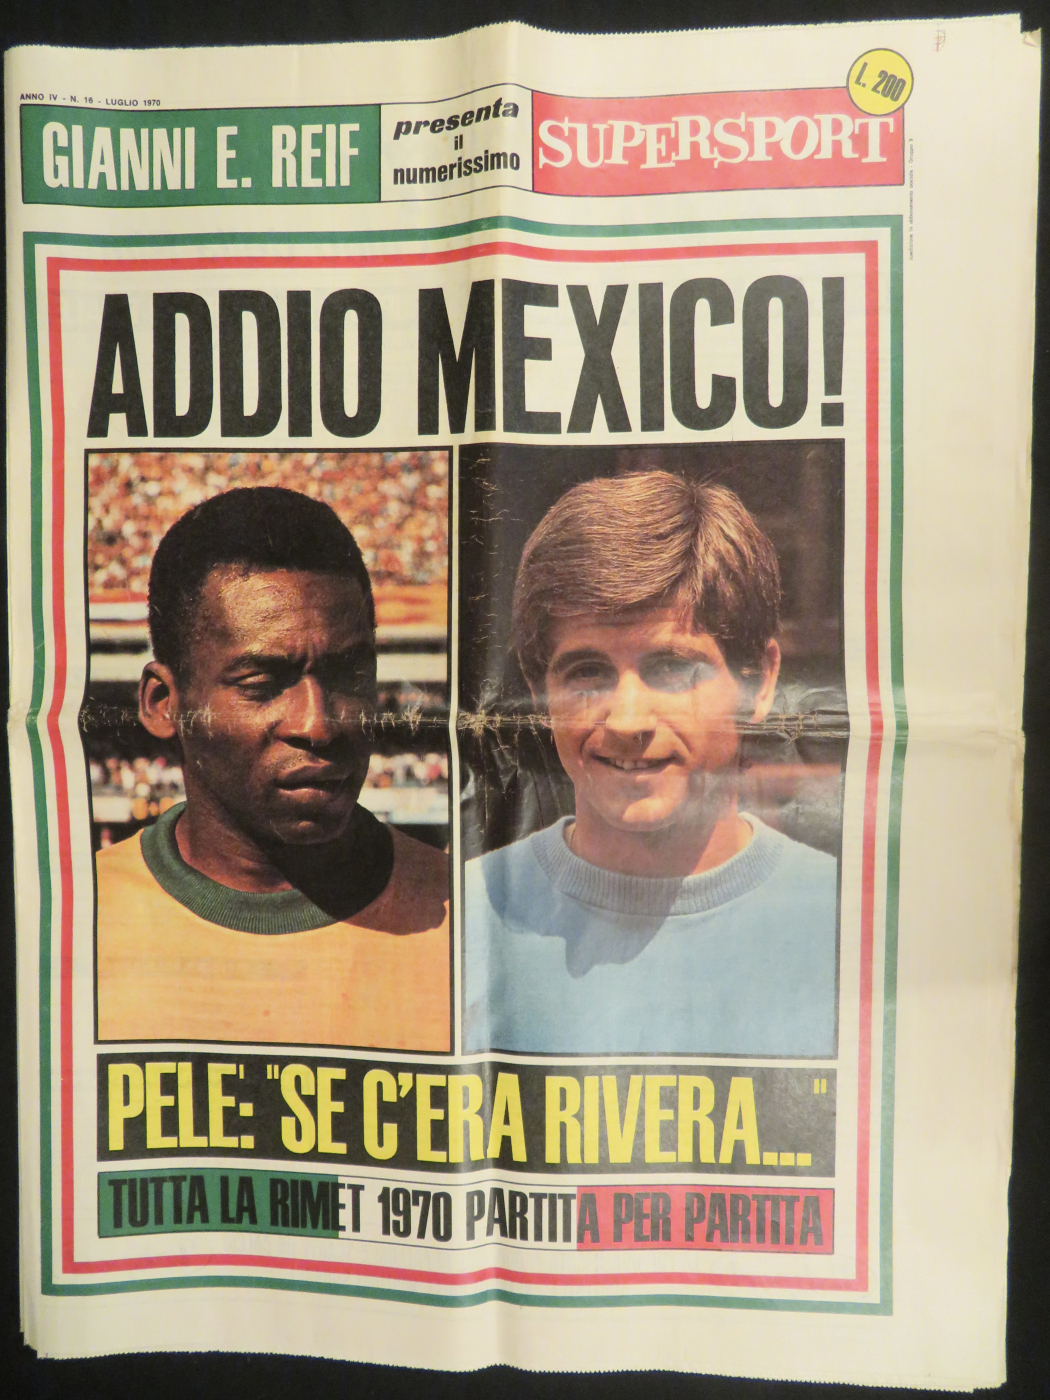 ANNO IV - N. 16 - LUGLIO 1970
L. 200
GIANNI E. REIF
presenta
il
numerissimo
SUPERSPORT
ADDIO MEXICO!
PELE': "SE C'ERA RIVERA...."
TUTTA LA RIMET 1970 PARTITA PER PARTITA